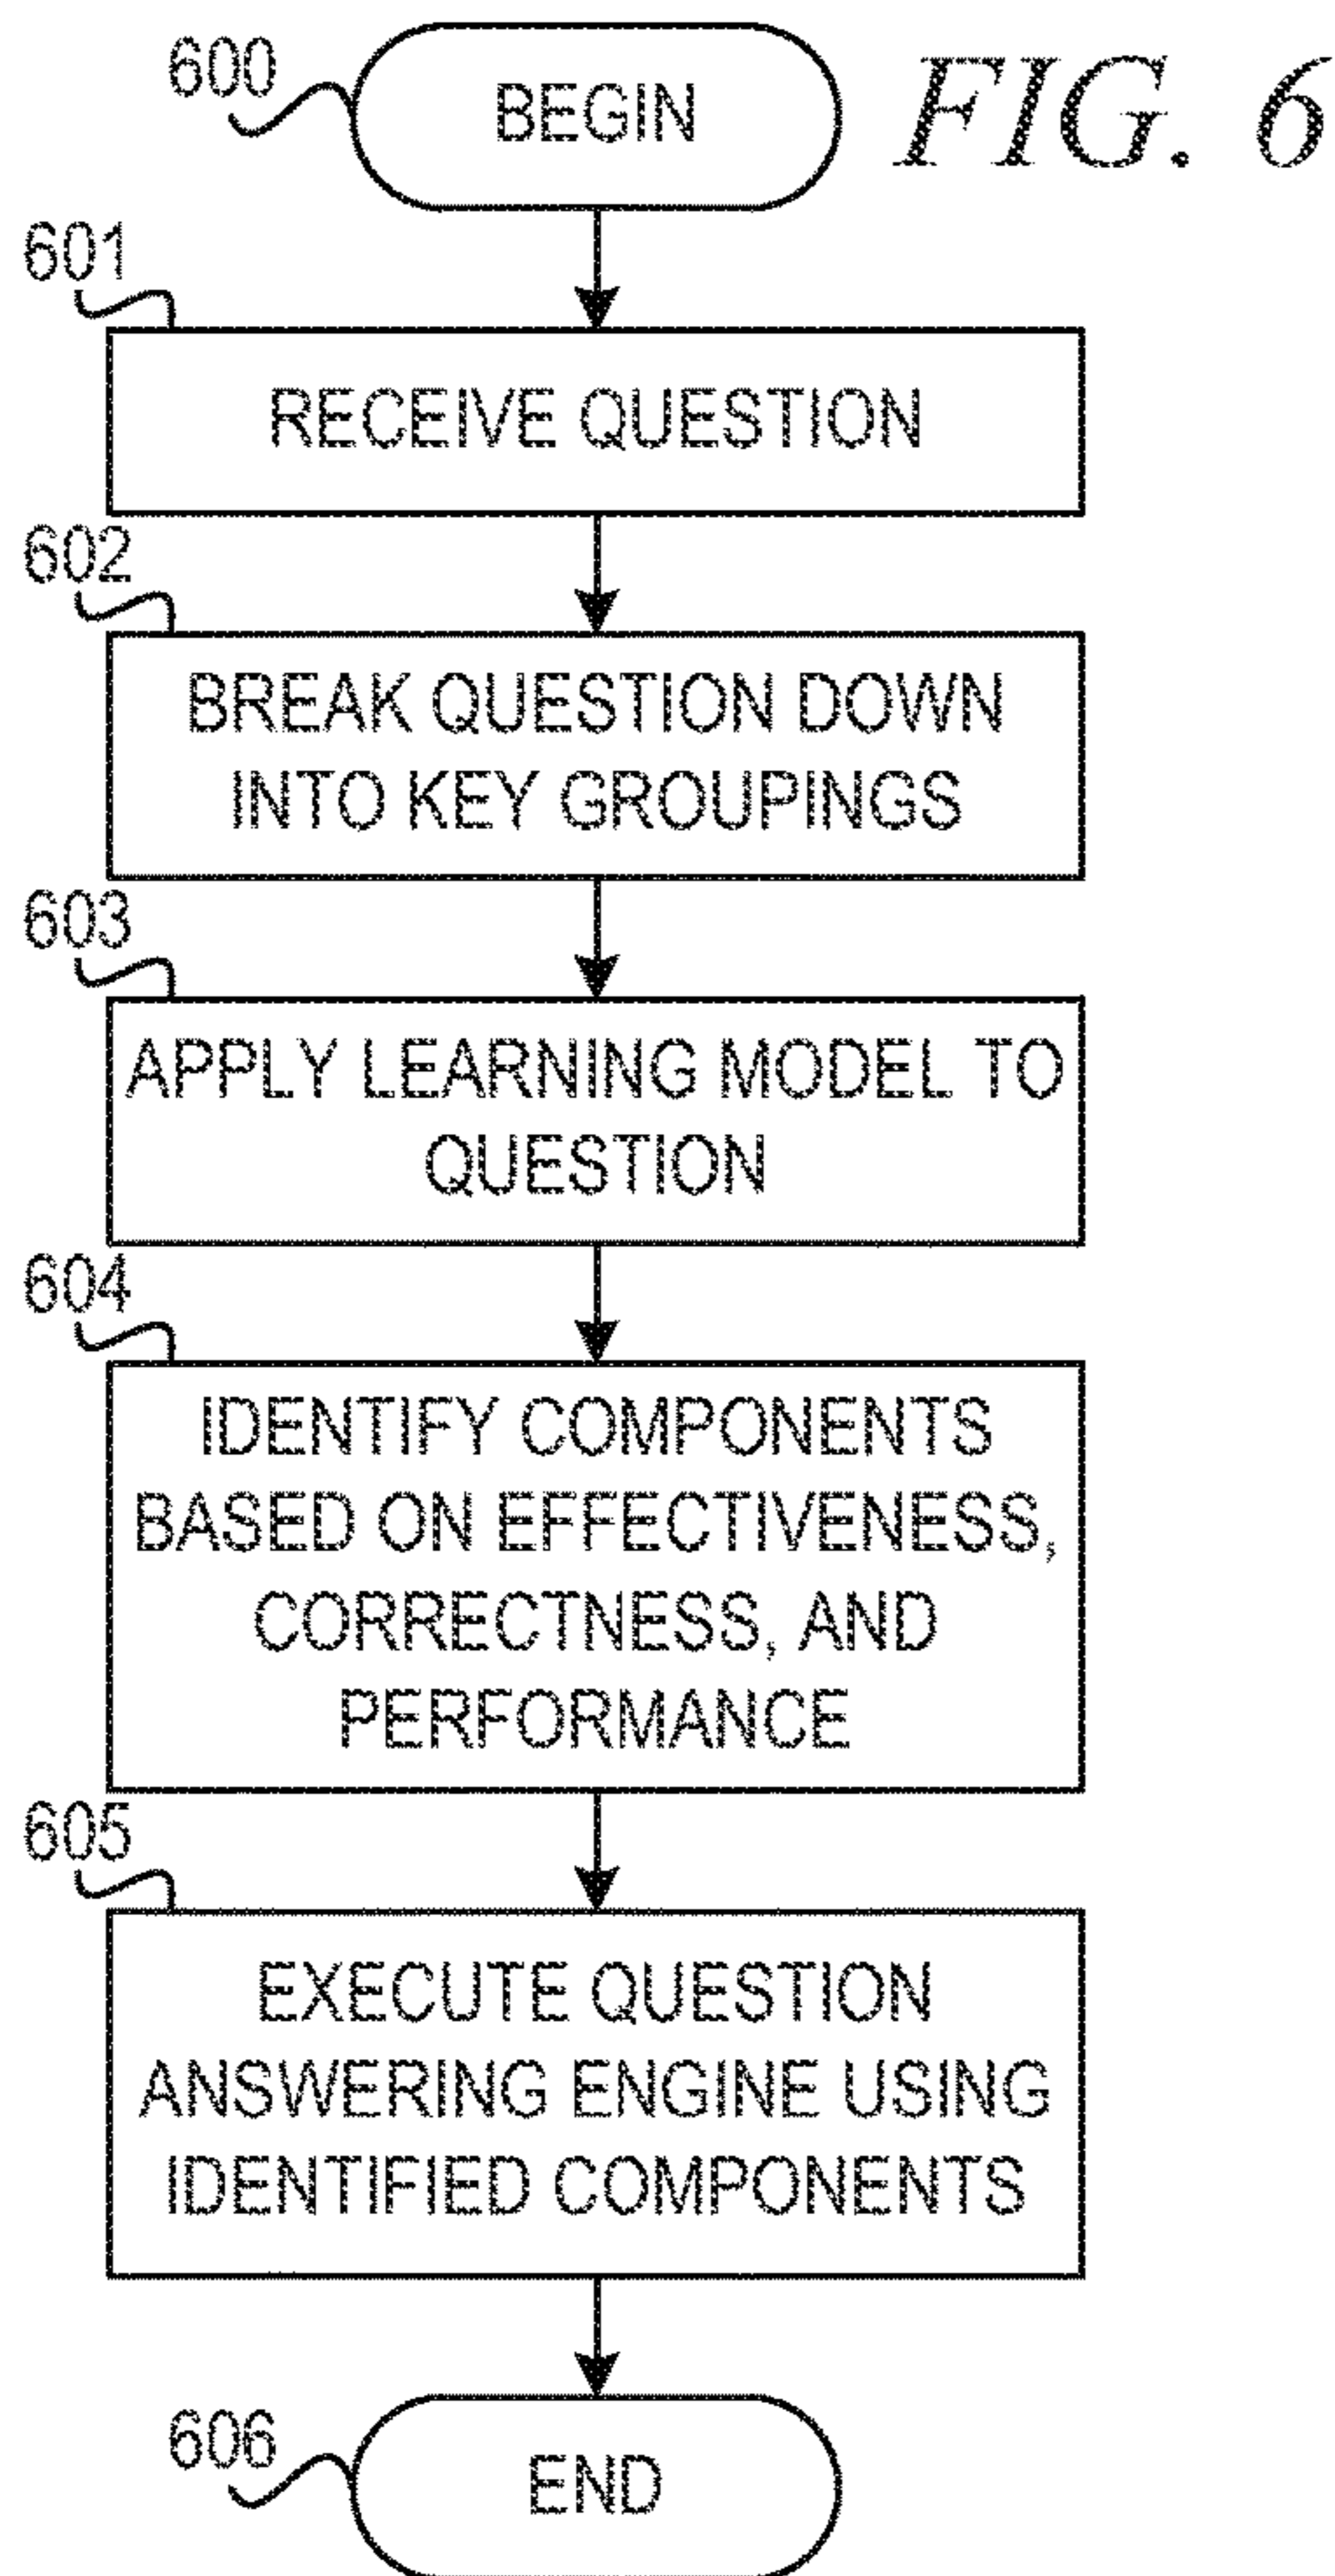 600
BEGIN
FIG. 6
601
RECEIVE QUESTION
602
BREAK QUESTION DOWN
INTO KEY GROUPINGS
603
APPLY LEARNING MODEL TO
QUESTION
604
IDENTIFY COMPONENTS
BASED ON EFFECTIVENESS,
CORRECTNESS, AND
PERFORMANCE
605
EXECUTE QUESTION
ANSWERING ENGINE USING
IDENTIFIED COMPONENTS
606
END